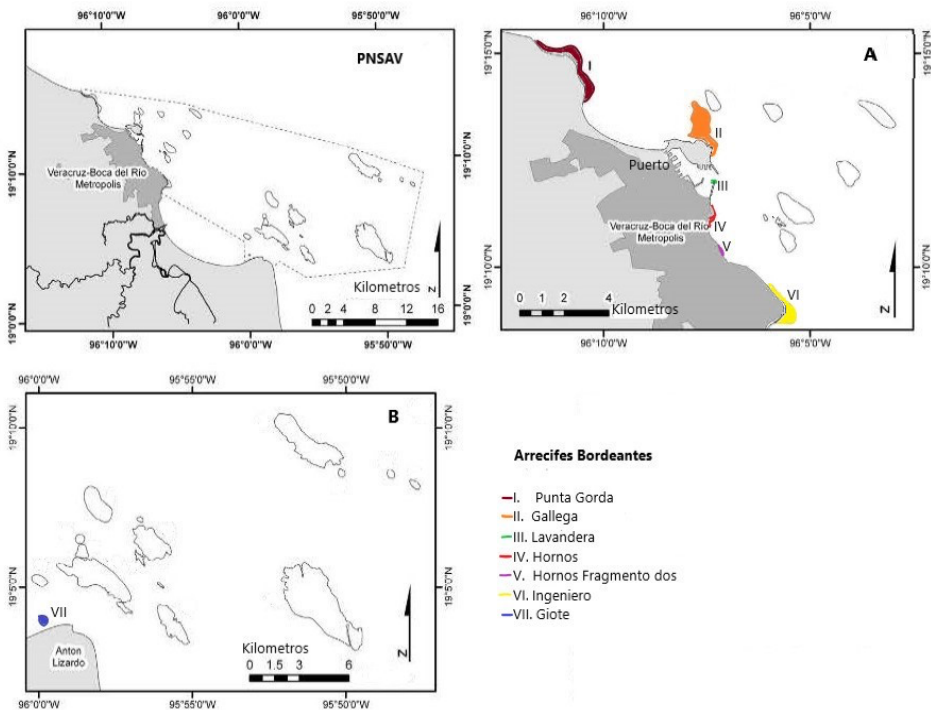 96°10'0"W 96°0'0"W 95°50'0"W
PNSAV
19°10'0"N
19°10'0"N
Veracruz-Boca del Río
Metropolis
Kilometros
N
0 2 4 8 12 16
19°0'0"N
19°0'0"N
96°10'0"W 96°0'0"W 95°50'0"W
96°10'0"W 96°5'0"W
A
19°15'0"N
19°15'0"N
I
II
Puerto
III
Veracruz-Boca del Río
Metropolis
IV
V
19°10'0"N
19°10'0"N
VI
0 1 2 4
Kilometros
N
96°10'0"W 96°5'0"W
96°0'0"W 95°55'0"W 95°50'0"W
B
19°10'0"N
19°10'0"N
19°5'0"N
19°5'0"N
VII
Anton
Lizardo
Kilometros
0 1.5 3 6
N
96°0'0"W 95°55'0"W 95°50'0"W
Arrecifes Bordeantes
I. Punta Gorda
II. Gallega
III. Lavandera
IV. Hornos
V. Hornos Fragmento dos
VI. Ingeniero
VII. Giote